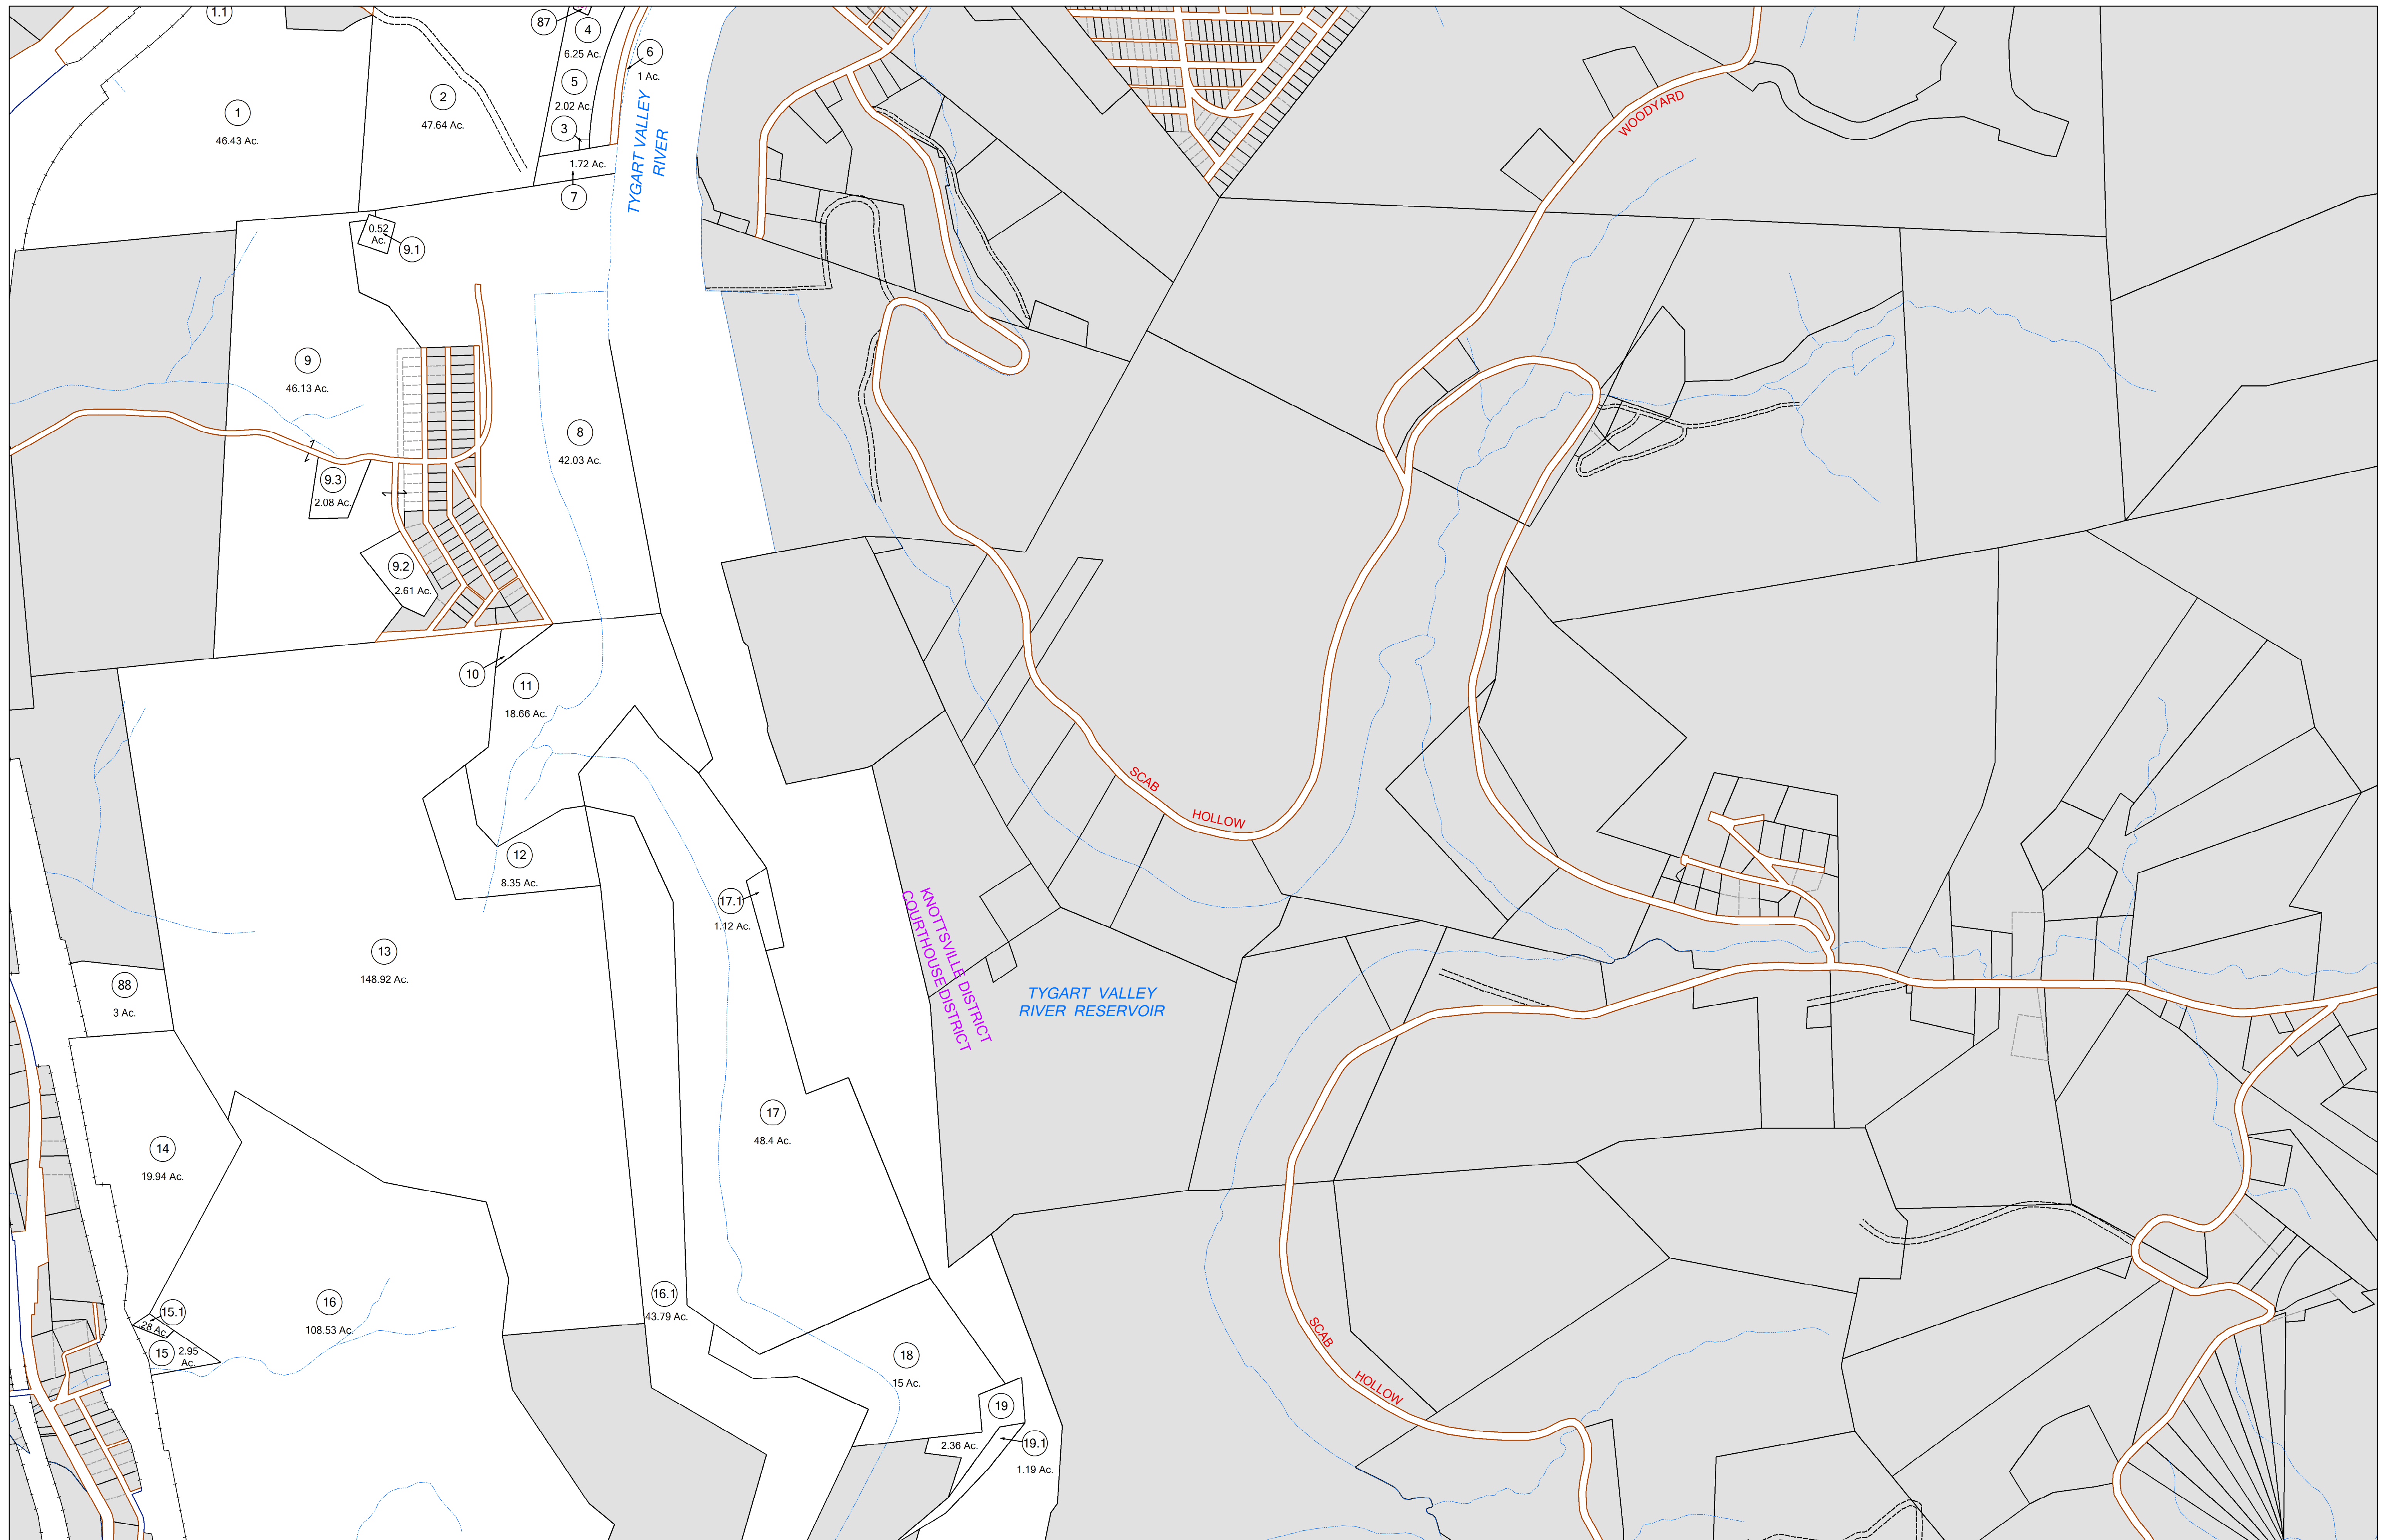 1.1
87
4
6.25 Ac.
6
1 Ac.
5
2.02 Ac.
3
1.72 Ac.
7
1
46.43 Ac.
2
47.64 Ac.
TYGART VALLEY
RIVER
WOODYARD
0.52
Ac.
9.1
9
46.13 Ac.
8
42.03 Ac.
9.3
2.08 Ac.
9.2
2.61 Ac.
10
11
18.66 Ac.
SCAB
HOLLOW
12
8.35 Ac.
17.1
1.12 Ac.
KNOTTSVILLE DISTRICT
COURTHOUSE DISTRICT
13
148.92 Ac.
88
3 Ac.
TYGART VALLEY
RIVER RESERVOIR
14
19.94 Ac.
17
48.4 Ac.
15.1
.28 Ac.
15
2.95
Ac.
16
108.53 Ac.
16.1
43.79 Ac.
18
15 Ac.
SCAB
HOLLOW
19
2.36 Ac.
19.1
1.19 Ac.